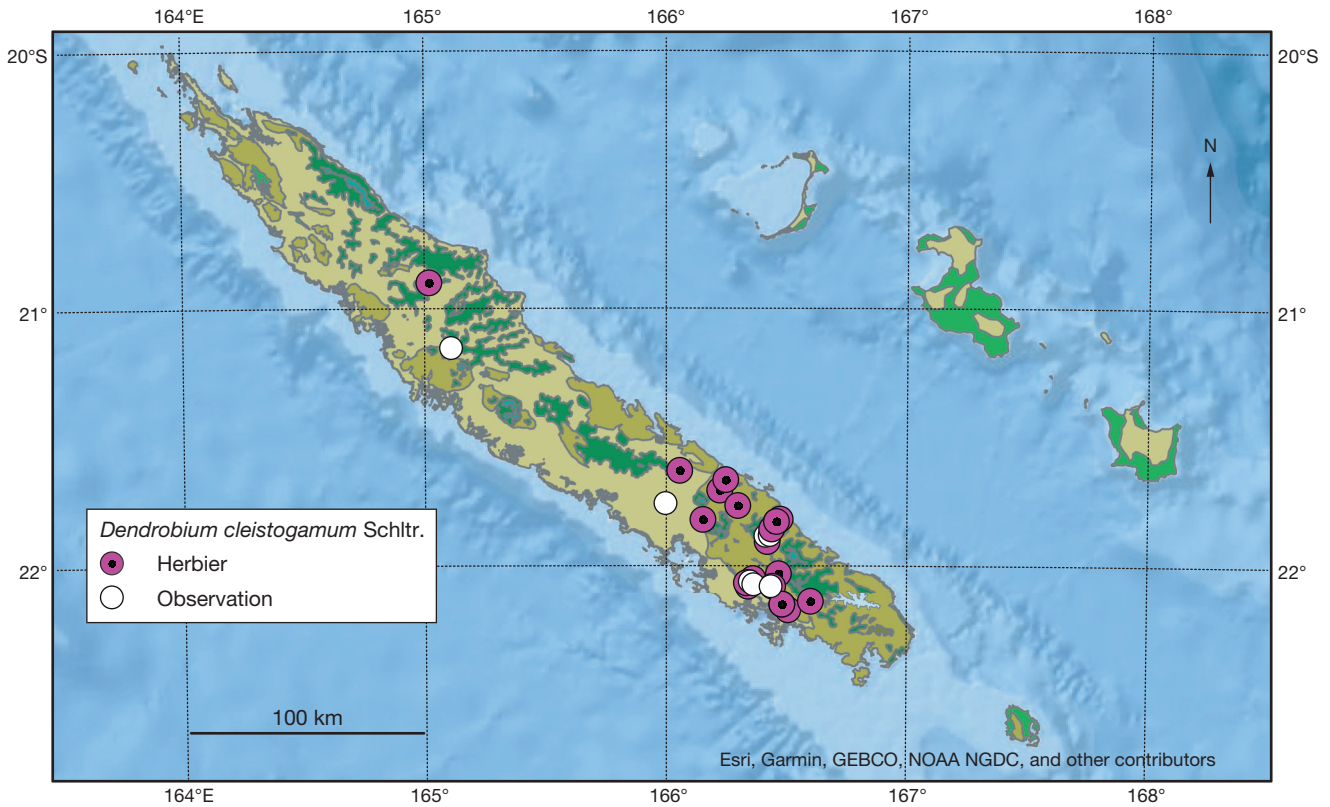 164°E 165° 166° 167° 168°
20°S 20°S
N
21° 21°
Dendrobium cleistogamum Schltr.
Herbier
Observation
22° 22°
100 km
Esri, Garmin, GEBCO, NOAA NGDC, and other contributors
164°E 165° 166° 167° 168°